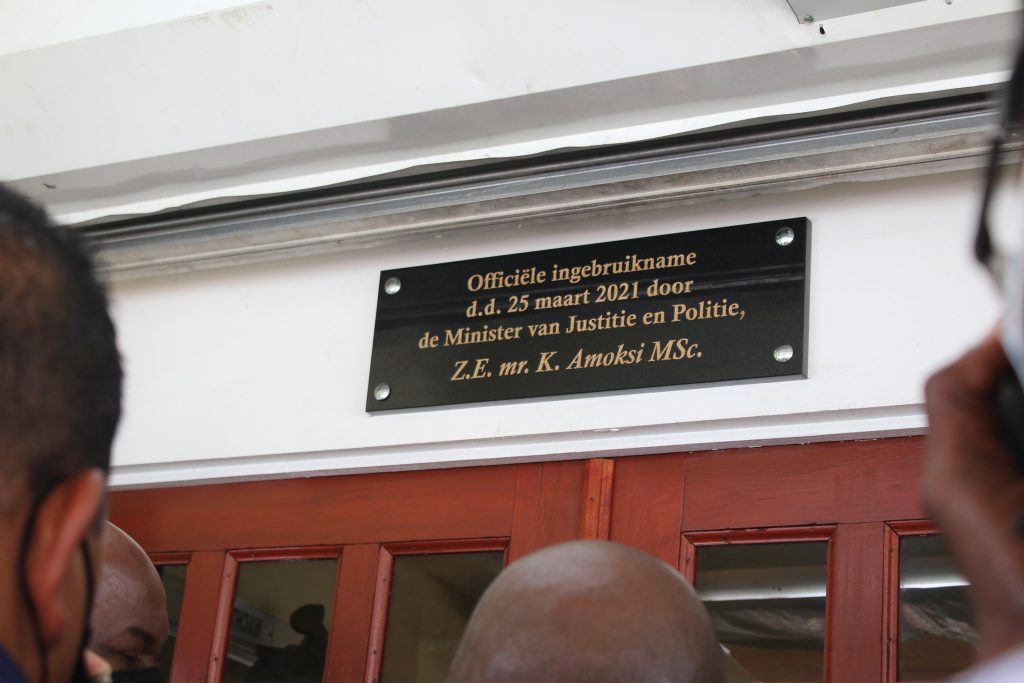 Officiële ingebruikname
d.d. 25 maart 2021 door
de Minister van Justitie en Politie,
Z.E. mr. K. Amoksi MSc.